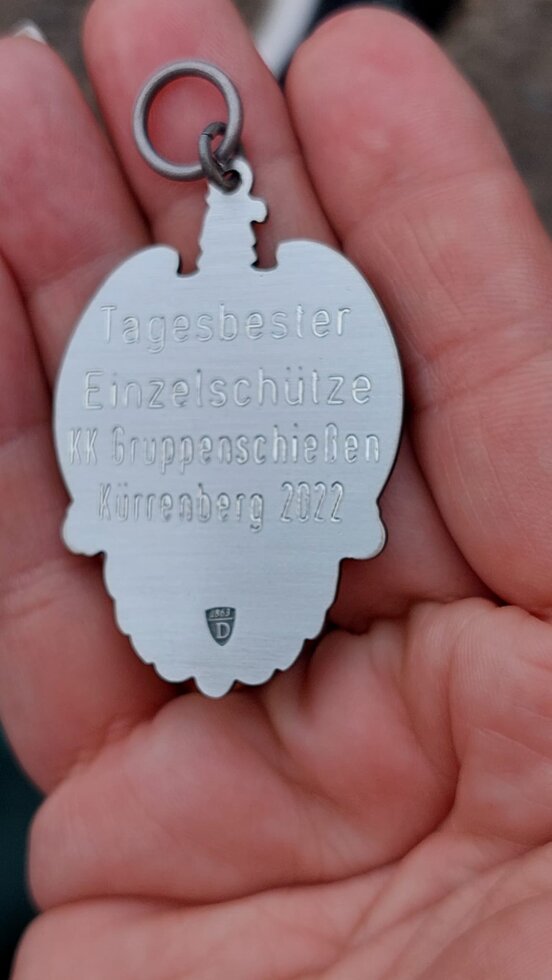 Tagesbester
Einzelschütze
KK Gruppenschießen
Kürrenberg 2022
1863
D